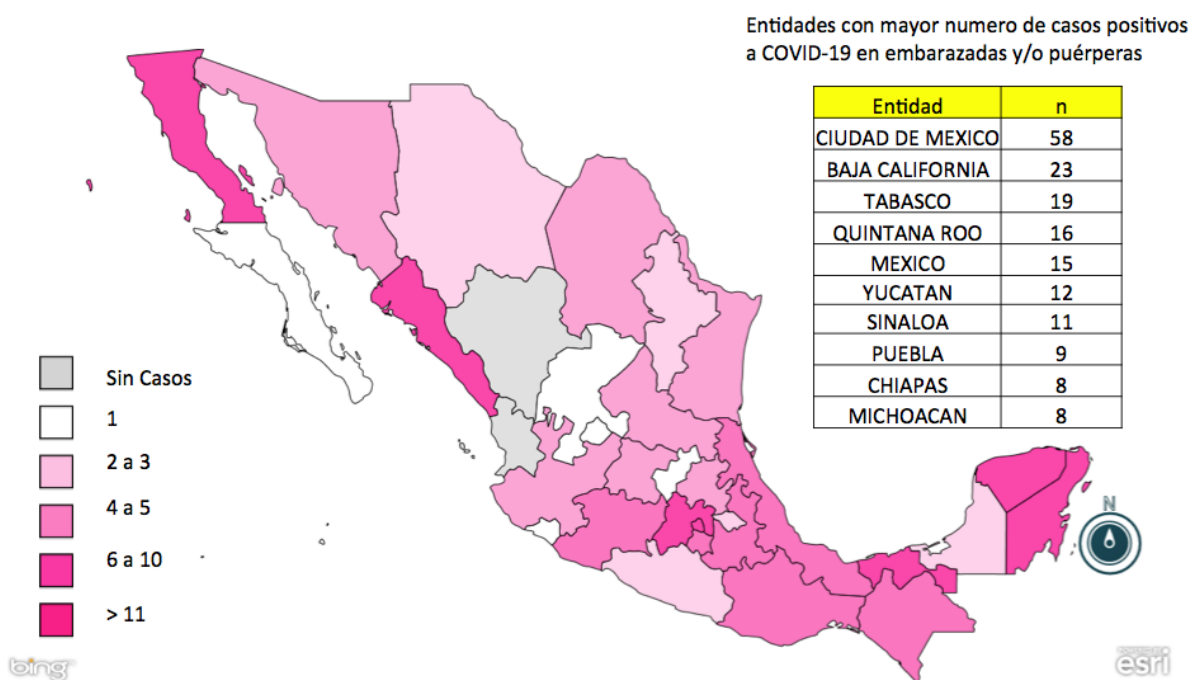 Entidades con mayor numero de casos positivos
a COVID-19 en embarazadas y/o puérperas
Entidad n
CIUDAD DE MEXICO 58
BAJA CALIFORNIA 23
TABASCO 19
QUINTANA ROO 16
MEXICO 15
YUCATAN 12
SINALOA 11
PUEBLA 9
CHIAPAS 8
MICHOACAN 8
Sin Casos
1
2 a 3
4 a 5
6 a 10
> 11
N
bing
esri